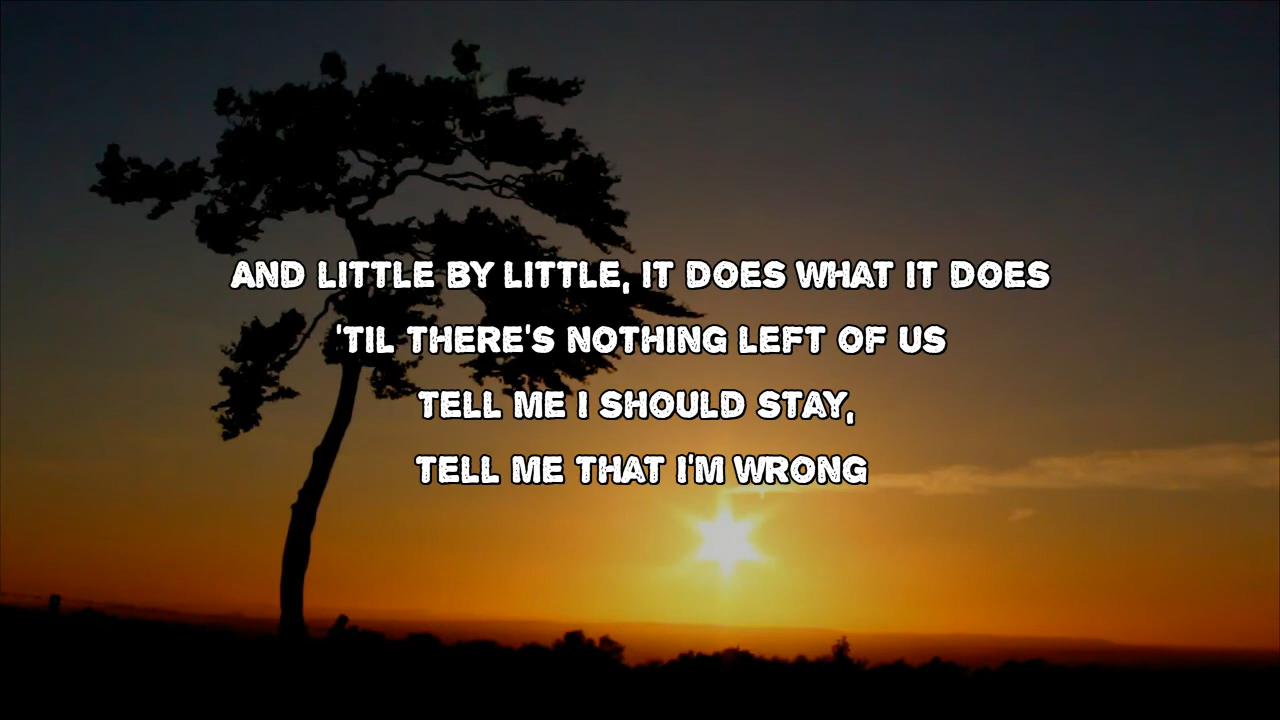 AND LITTLE BY LITTLE, IT DOES WHAT IT DOES
'TIL THERE'S NOTHING LEFT OF US
TELL ME I SHOULD STAY,
TELL ME THAT I'M WRONG